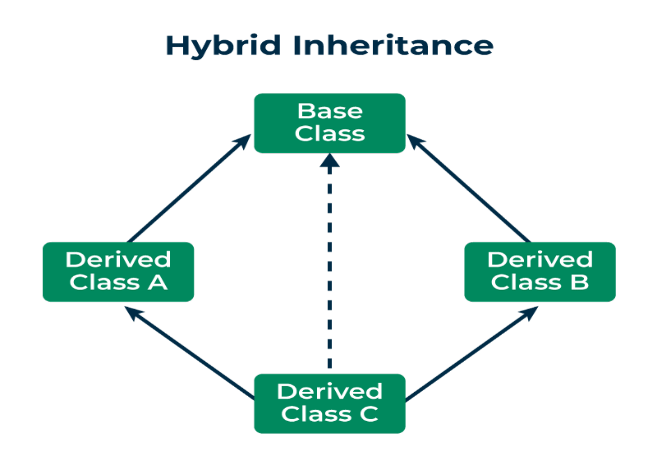 Hybrid Inheritance
Base
Class
Derived
Class A
Derived
Class B
Derived
Class C